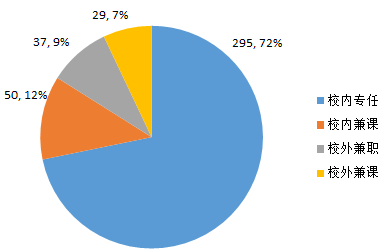 29, 7%
37, 9%
295, 72%
50, 12%
校内专任
校内兼课
校外兼职
校外兼课